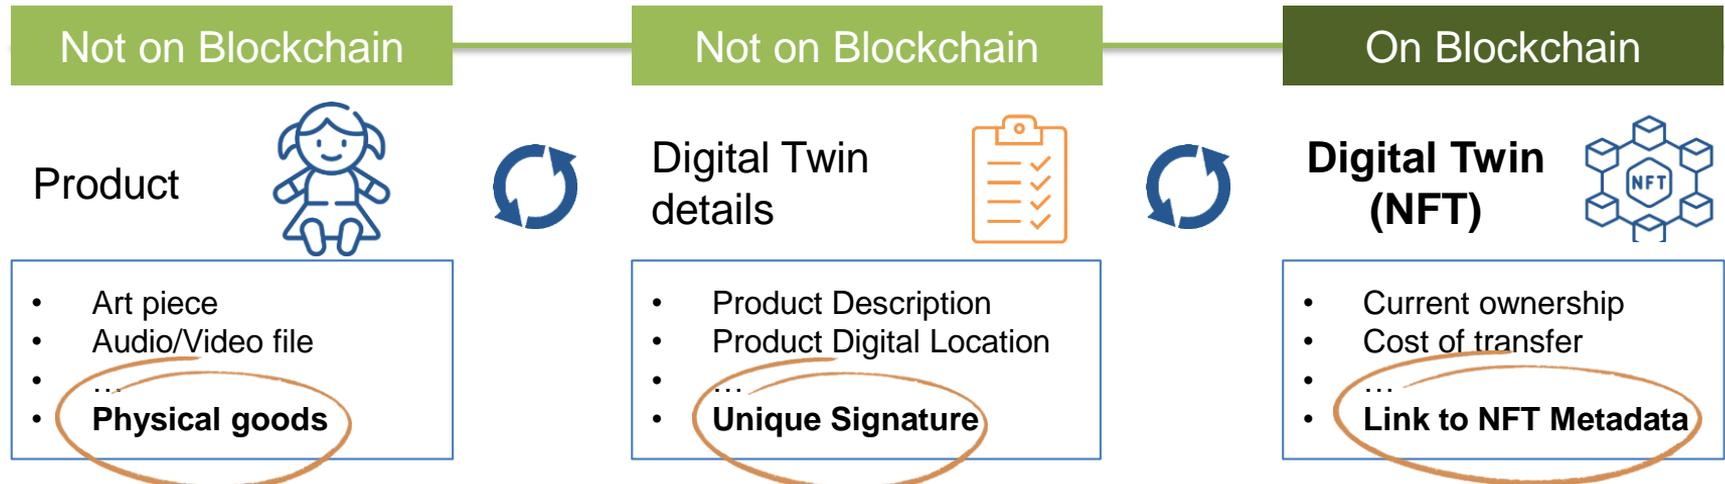 Not on Blockchain
Not on Blockchain
On Blockchain
Product
Digital Twin
details
Digital Twin
(NFT)
NFT
• Art piece
• Audio/Video file
• …
• Physical goods
• Product Description
• Product Digital Location
• …
• Unique Signature
• Current ownership
• Cost of transfer
• …
• Link to NFT Metadata